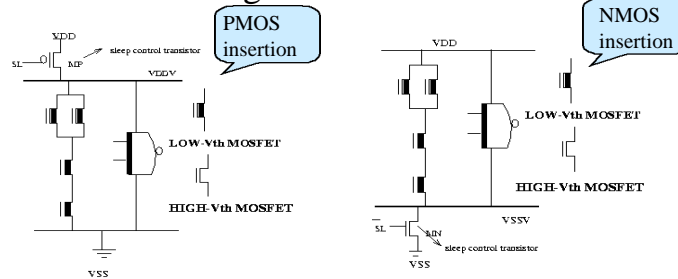 PMOS
insertion
VDD
SL
MP
sleep control transistor
VDDV
LOW-Vth MOSFET
HIGH-Vth MOSFET
VSS
NMOS
insertion
VDD
LOW-Vth MOSFET
HIGH-Vth MOSFET
VSSV
SL
MN
sleep control transistor
VSS